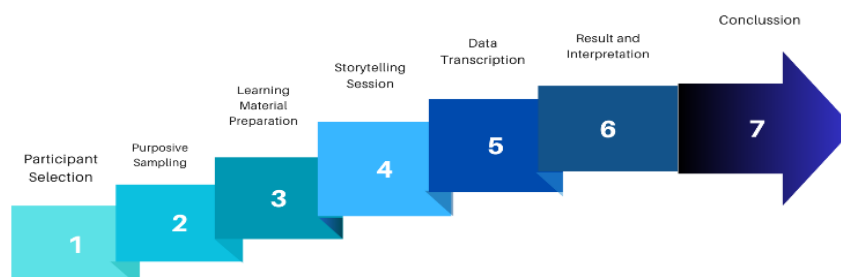 Participant
Selection
1
Purposive
Sampling
2
Learning
Material
Preparation
3
Storytelling
Session
4
Data
Transcription
5
Result and
Interpretation
6
Conclussion
7